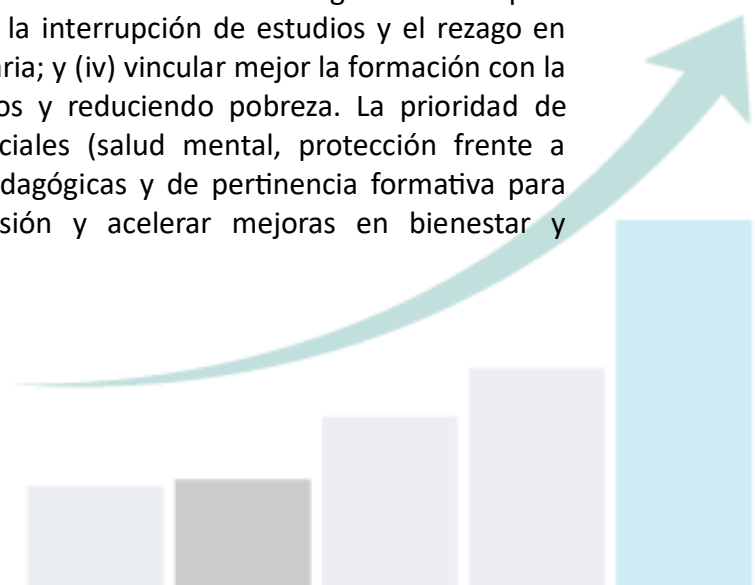 la interrupción de estudios y el rezago en
aria; y (iv) vincular mejor la formación con la
os y reduciendo pobreza. La prioridad de
ciales (salud mental, protección frente a
dagógicas y de pertinencia formativa para
sión y acelerar mejoras en bienestar y